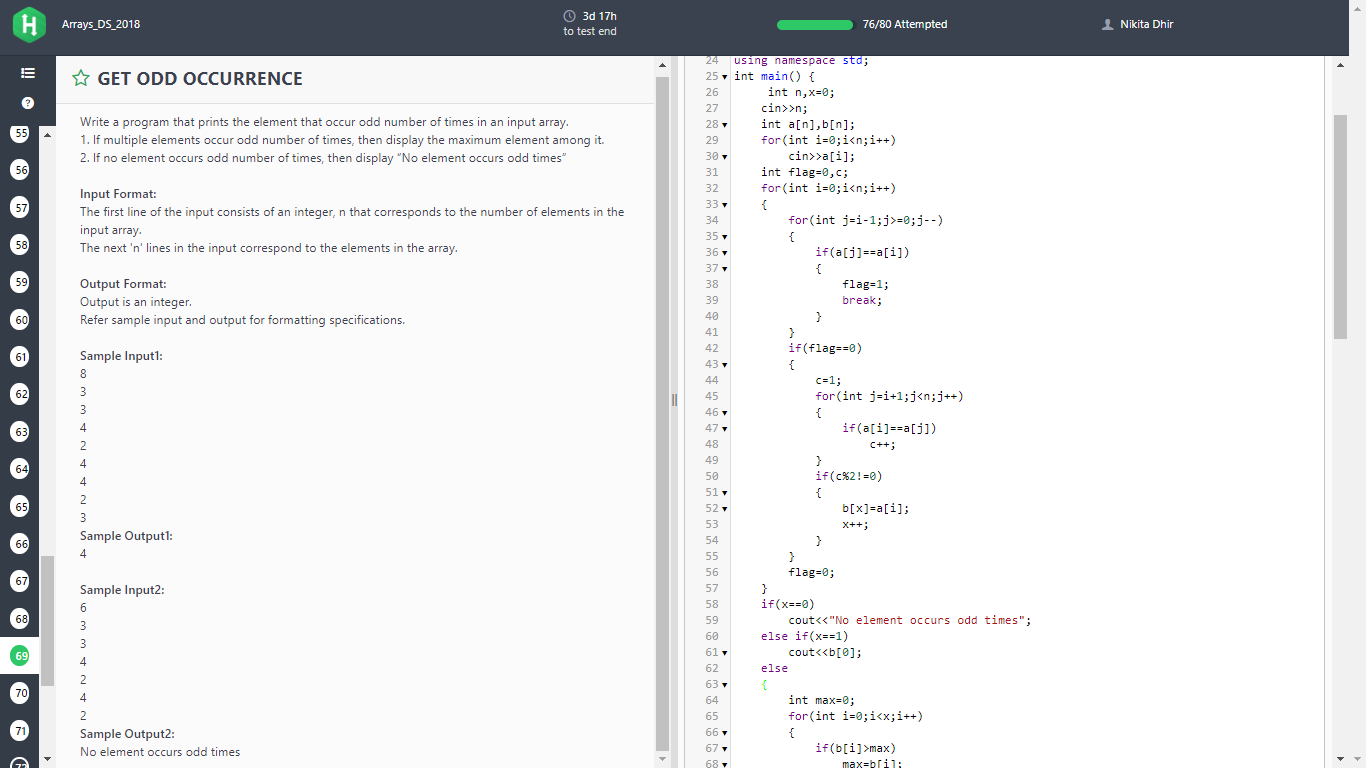 Arrays_DS_2018
3d 17h
to test end
76/80 Attempted
Nikita Dhir
?
55
56
57
58
59
60
61
62
63
64
65
66
67
68
69
70
71
72
GET ODD OCCURRENCE
Write a program that prints the element that occur odd number of times in an input array.
1. If multiple elements occur odd number of times, then display the maximum element among it.
2. If no element occurs odd number of times, then display “No element occurs odd times”
Input Format:
The first line of the input consists of an integer, n that corresponds to the number of elements in the
input array.
The next 'n' lines in the input correspond to the elements in the array.
Output Format:
Output is an integer.
Refer sample input and output for formatting specifications.
Sample Input1:
8
3
3
4
2
4
4
2
3
Sample Output1:
4
Sample Input2:
6
3
3
4
2
4
2
Sample Output2:
No element occurs odd times
24 using namespace std;
25 int main() {
26 int n,x=0;
27 cin>>n;
28 int a[n],b[n];
29 for(int i=0;i<n;i++)
30 cin>>a[i];
31 int flag=0,c;
32 for(int i=0;i<n;i++)
33 {
34 for(int j=i-1;j>=0;j--)
35 {
36 if(a[j]==a[i])
37 {
38 flag=1;
39 break;
40 }
41 }
42 if(flag==0)
43 {
44 c=1;
45 for(int j=i+1;j<n;j++)
46 {
47 if(a[i]==a[j])
48 c++;
49 }
50 if(c%2!=0)
51 {
52 b[x]=a[i];
53 x++;
54 }
55 }
56 flag=0;
57 }
58 if(x==0)
59 cout<<"No element occurs odd times";
60 else if(x==1)
61 cout<<b[0];
62 else
63 {
64 int max=0;
65 for(int i=0;i<x;i++)
66 {
67 if(b[i]>max)
68 max=b[i];